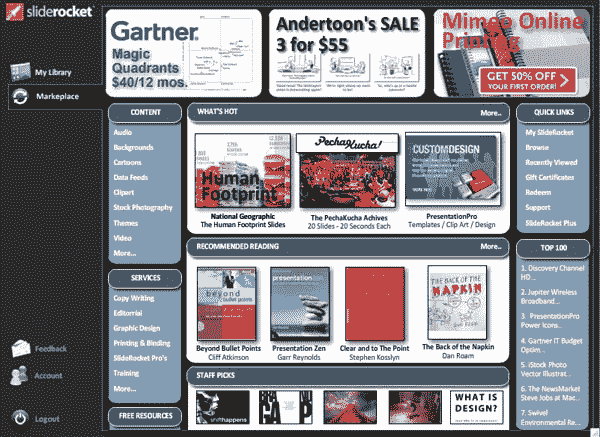 sliderocket
My Library
Markeplace
Feedback
Account
Logout
Gartner.
Magic
Quadrants
$40/12 mos.
Andertoon's SALE
3 for $55
Mimeo Online
Printing
GET 50% OFF
YOUR FIRST ORDER!
CONTENT
Audio
Backgrounds
Cartoons
Data Feeds
Clipart
Stock Photography
Themes
Video
More...
SERVICES
Copy Writing
Editorrial
Graphic Design
Printing & Binding
SlideRocket Pro's
Training
More...
FREE RESOURCES
WHAT'S HOT
More..
Human
Footprint
National Geographic
The Human Footprint Slides
PechaKucha!
The PechaKucha Achives
20 Slides - 20 Seconds Each
CUSTOMDESIGN
PresentationPro
Templates / Clip Art / Design
RECOMMENDED READING
More..
beyond
bullet points
Beyond Bullet Points
Cliff Atkinson
presentation
Presentation Zen
Garr Reynolds
Clear and to The Point
Stephen Kosslyn
THE BACK OF THE
NAPKIN
The Back of the Napkin
Dan Roam
STAFF PICKS
shifthappens
WHAT IS
DESIGN?
QUICK LINKS
My SlideRocket
Browse
Recently Viewed
Gift Certificates
Redeem
Support
SlideRocket Plus
TOP 100
1. Discovery Channel
HD ...
2. Jupiter Wireless
Broadband...
3. PresentationPro
Power Icons...
4. Gartner IT Budget
Optim...
5. iStock Photo
Vector Illustrat...
6. The NewsMarket
Steve Jobs at Mac...
7. Swivel
Environmental Re...